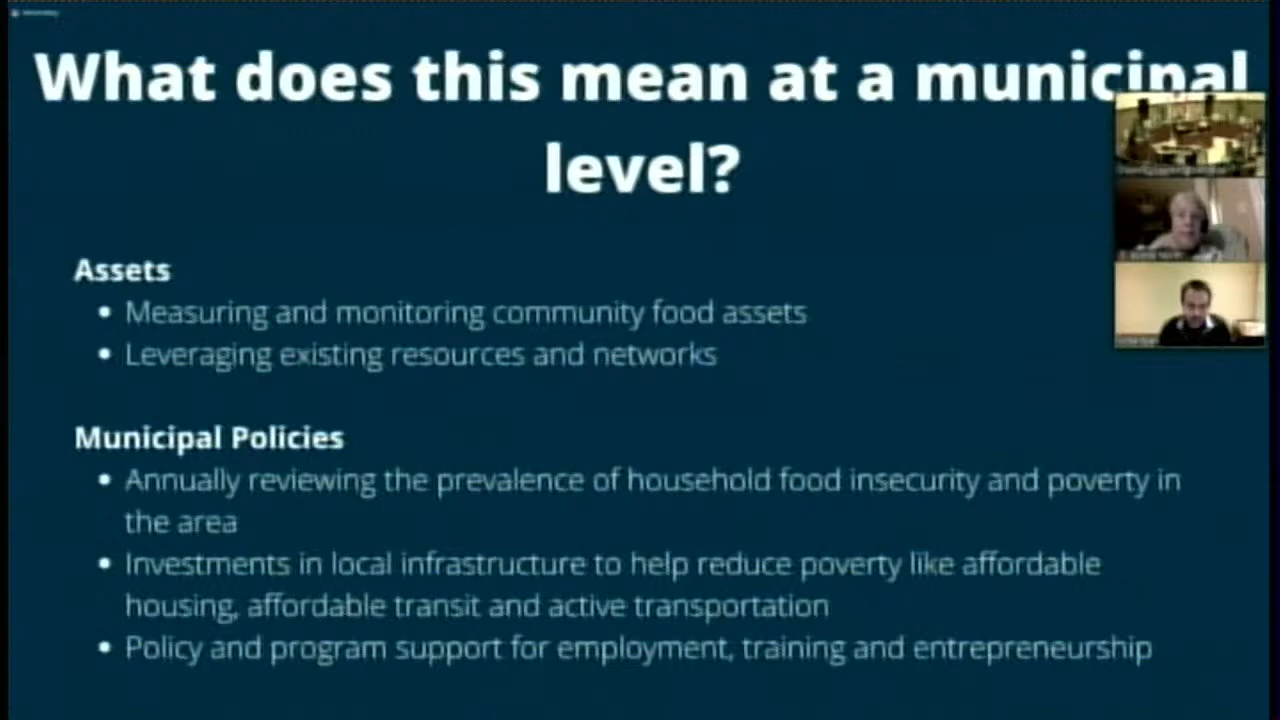 What does this mean at a municipal
level?
Assets
• Measuring and monitoring community food assets
• Leveraging existing resources and networks
Municipal Policies
• Annually reviewing the prevalence of household food insecurity and poverty in
the area
• Investments in local infrastructure to help reduce poverty like affordable
housing, affordable transit and active transportation
• Policy and program support for employment, training and entrepreneurship